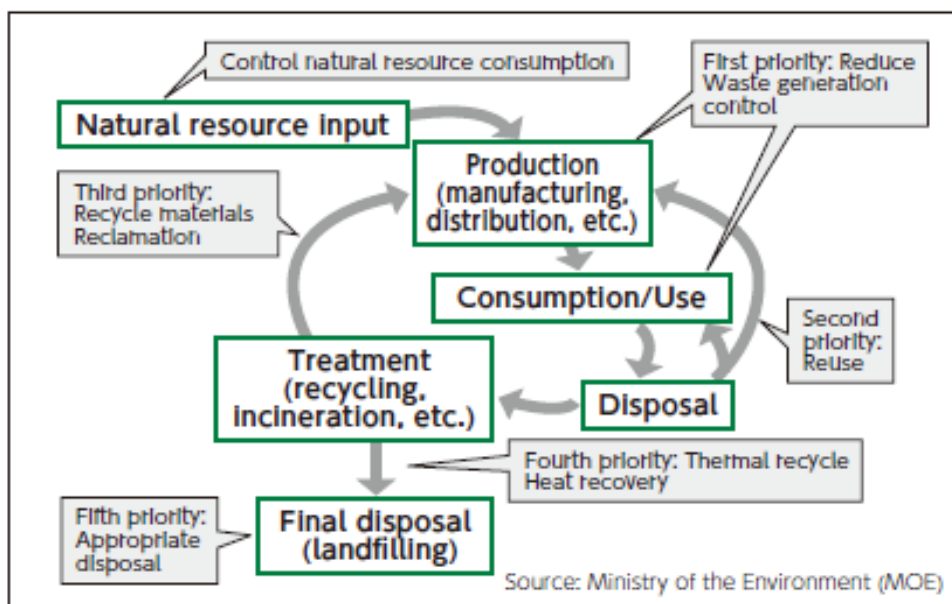 Control natural resource consumption
First priority: Reduce
Waste generation
control
Natural resource input
Production
(manufacturing,
distribution, etc.)
Third priority:
Recycle materials
Reclamation
Consumption/Use
Second
priority:
Reuse
Treatment
(recycling,
incineration, etc.)
Disposal
Fourth priority: Thermal recycle
Heat recovery
Fifth priority:
Appropriate
disposal
Final disposal
(landfilling)
Source: Ministry of the Environment (MOE)